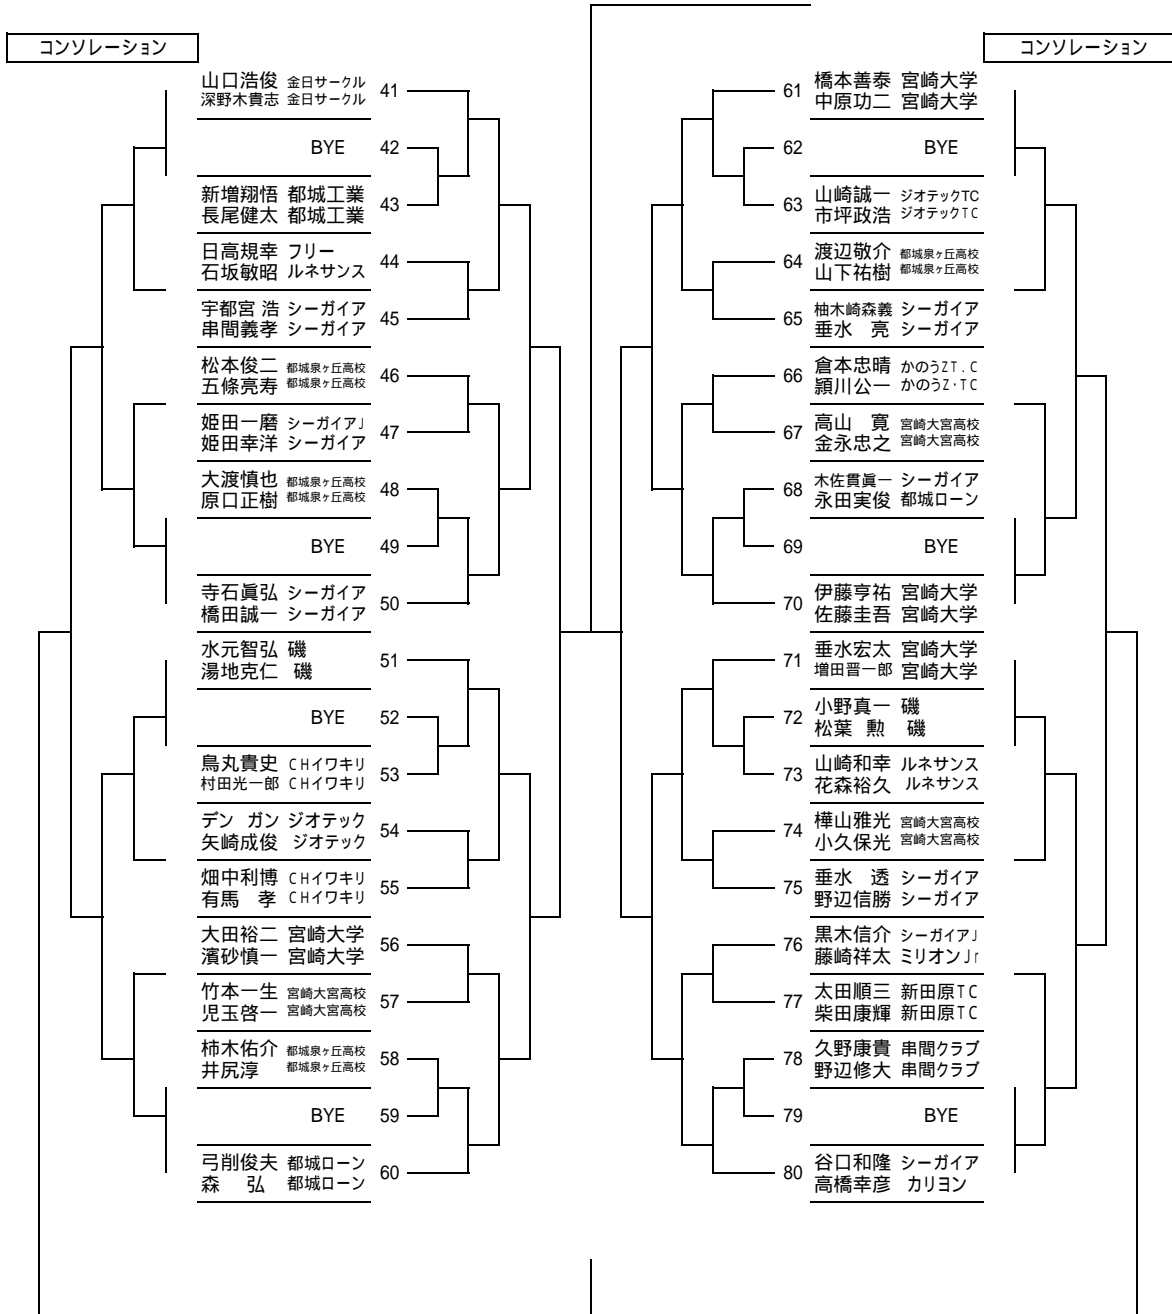 コンソレーション
コンソレーション
山口浩俊 金日サークル
深野木貴志 金日サークル
41
BYE 42
新増翔悟 都城工業
長尾健太 都城工業
43
日高規幸 フリー
石坂敏昭 ルネサンス
44
宇都宮 浩 シーガイア
串間義孝 シーガイア
45
松本俊二 都城泉ヶ丘高校
五條亮寿 都城泉ヶ丘高校
46
姫田一磨 シーガイアJ
姫田幸洋 シーガイア
47
大渡慎也 都城泉ヶ丘高校
原口正樹 都城泉ヶ丘高校
48
BYE 49
寺石眞弘 シーガイア
橋田誠一 シーガイア
50
水元智弘 磯
湯地克仁 磯
51
BYE 52
鳥丸貴史 CHイワキリ
村田光一郎 CHイワキリ
53
デン ガン ジオテック
矢崎成俊 ジオテック
54
畑中利博 CHイワキリ
有馬 孝 CHイワキリ
55
大田裕二 宮崎大学
濱砂慎一 宮崎大学
56
竹本一生 宮崎大宮高校
児玉啓一 宮崎大宮高校
57
柿木佑介 都城泉ヶ丘高校
井尻淳 都城泉ヶ丘高校
58
BYE 59
弓削俊夫 都城ローン
森 弘 都城ローン
60
61
橋本善泰 宮崎大学
中原功二 宮崎大学
62 BYE
63
山崎誠一 ジオテックTC
市坪政浩 ジオテックTC
64
渡辺敬介 都城泉ヶ丘高校
山下祐樹 都城泉ヶ丘高校
65
柚木崎森義 シーガイア
垂水 亮 シーガイア
66
倉本忠晴 かのうZT.C
頴川公一 かのうZ・TC
67
高山 寛 宮崎大宮高校
金永忠之 宮崎大宮高校
68
木佐貫眞一 シーガイア
永田実俊 都城ローン
69 BYE
70
伊藤亨祐 宮崎大学
佐藤圭吾 宮崎大学
71
垂水宏太 宮崎大学
増田晋一郎 宮崎大学
72
小野真一 磯
松葉 勲 磯
73
山崎和幸 ルネサンス
花森裕久 ルネサンス
74
樺山雅光 宮崎大宮高校
小久保光 宮崎大宮高校
75
垂水 透 シーガイア
野辺信勝 シーガイア
76
黒木信介 シーガイアJ
藤崎祥太 ミリオンJr
77
太田順三 新田原TC
柴田康輝 新田原TC
78
久野康貴 串間クラブ
野辺修大 串間クラブ
79 BYE
80
谷口和隆 シーガイア
高橋幸彦 カリヨン